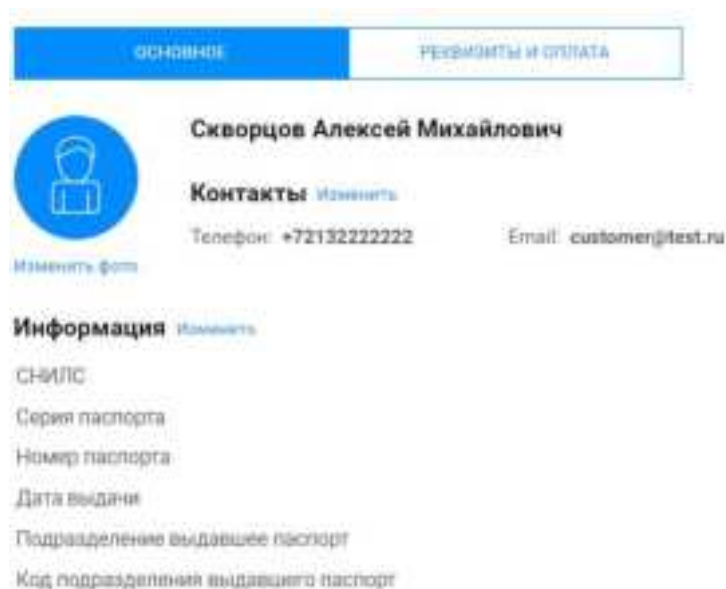 ОСНОВНОЕ РЕКВИЗИТЫ И ОПЛАТА
Скворцов Алексей Михайлович
Контакты Изменить
Телефон: +72132222222 Email: customer@test.ru
Изменить фото
Информация Изменить
СНИЛС
Серия паспорта
Номер паспорта
Дата выдачи
Подразделение выдавшее паспорт
Код подразделения выдавшего паспорт